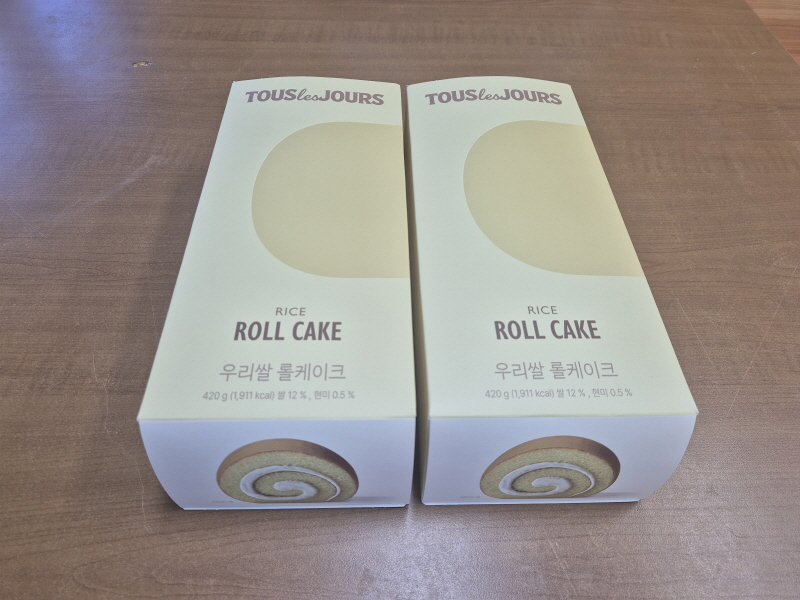 TOUSlesJOURS
RICE
ROLL CAKE
우리쌀 롤케이크
420 g (1,911 kcal) 쌀 12 % , 현미 0.5 %
TOUSlesJOURS
RICE
ROLL CAKE
우리쌀 롤케이크
420 g (1,911 kcal) 쌀 12 % , 현미 0.5 %